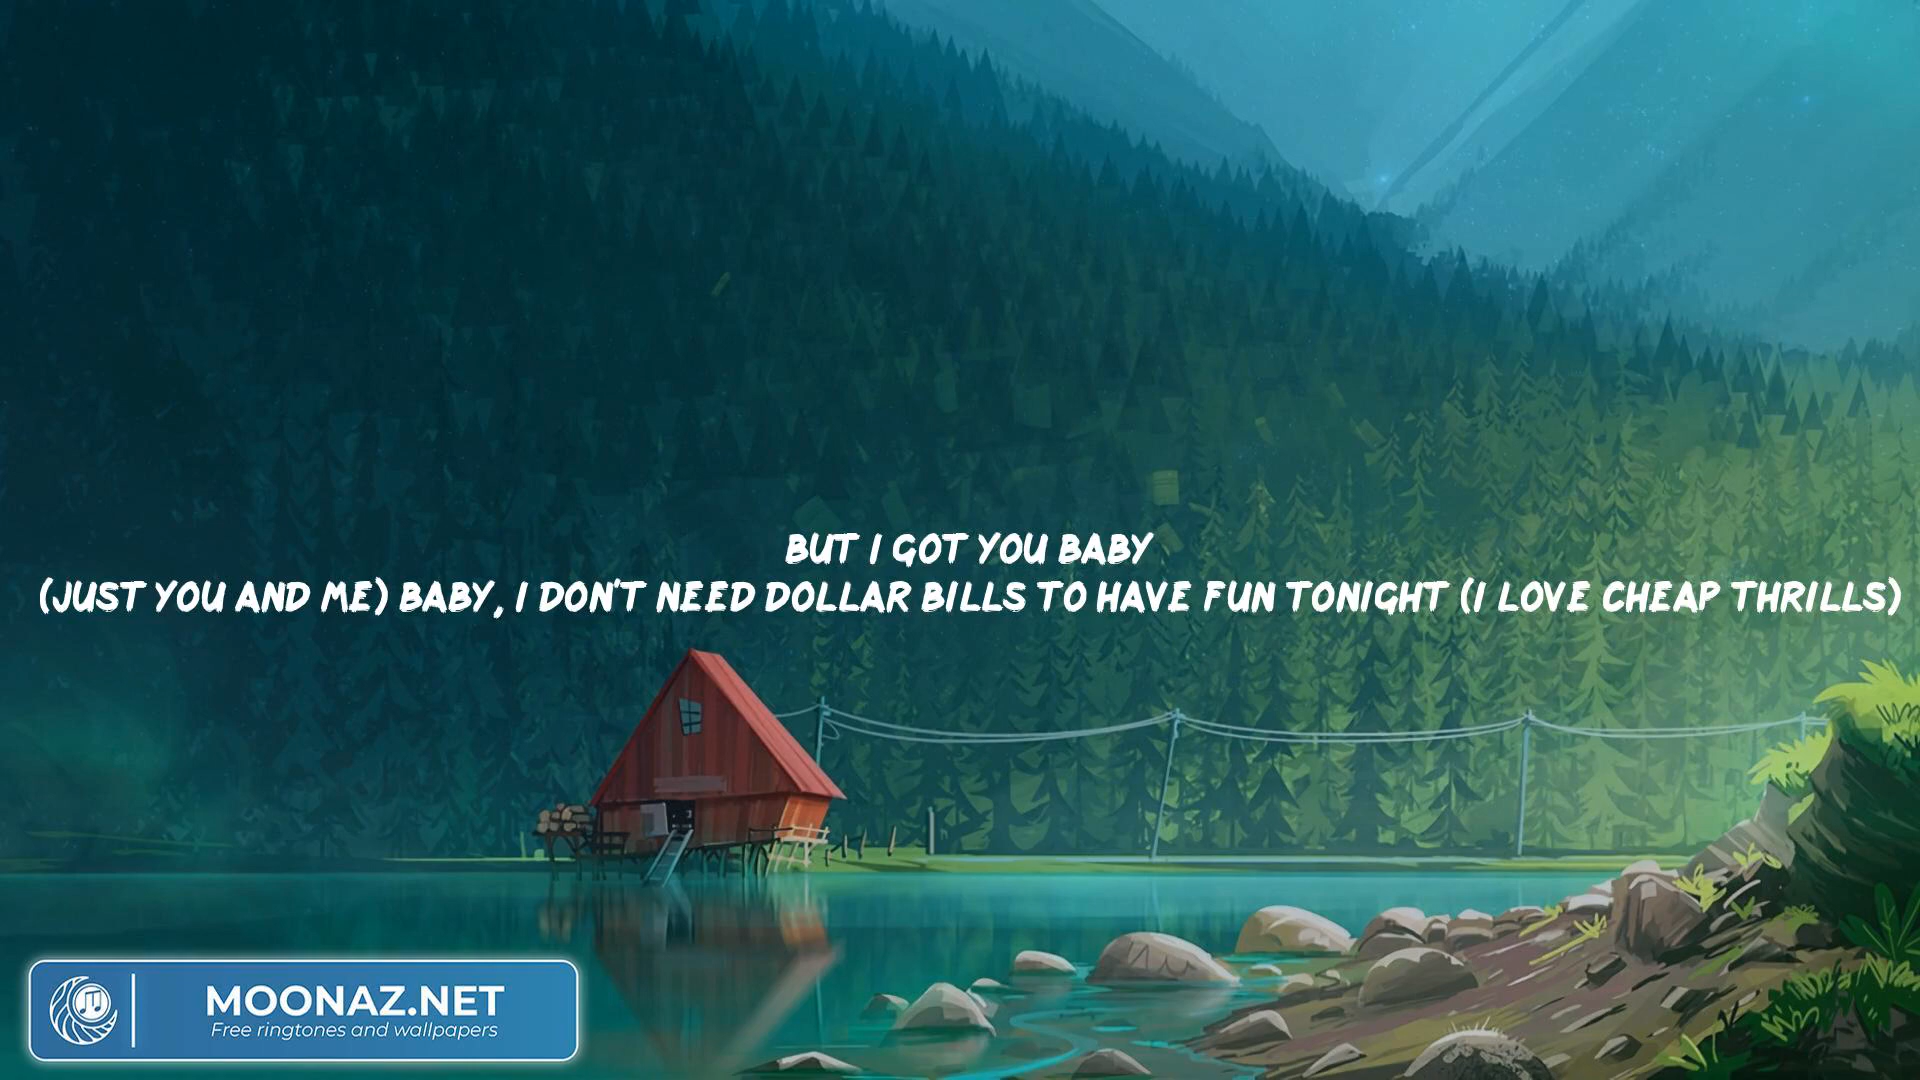 BUT I GOT YOU BABY
(JUST YOU AND ME) BABY, I DON'T NEED DOLLAR BILLS TO HAVE FUN TONIGHT (I LOVE CHEAP THRILLS)
MOONAZ.NET
Free ringtones and wallpapers